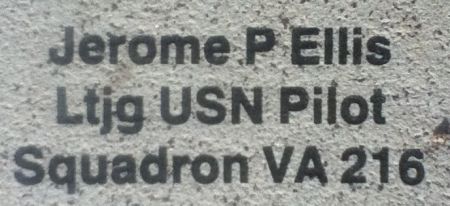 Jerome P Ellis
Ltjg USN Pilot
Squadron VA 216